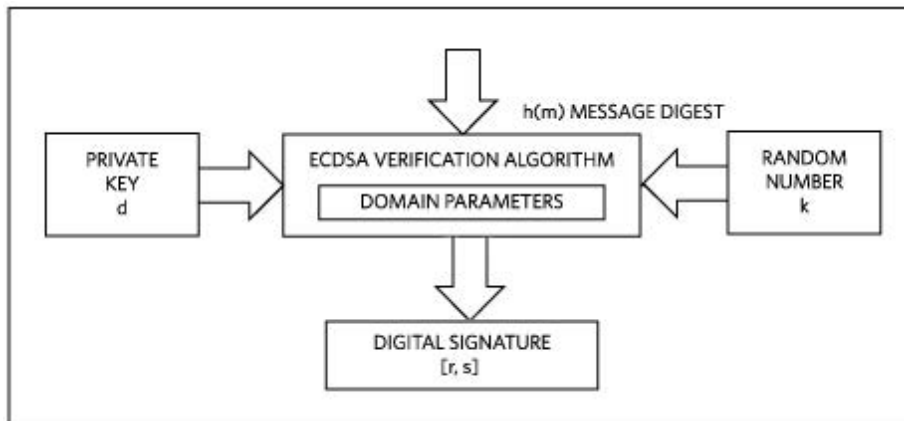 h(m) MESSAGE DIGEST
PRIVATE
KEY
d
ECDSA VERIFICATION ALGORITHM
DOMAIN PARAMETERS
RANDOM
NUMBER
k
DIGITAL SIGNATURE
[r, s]